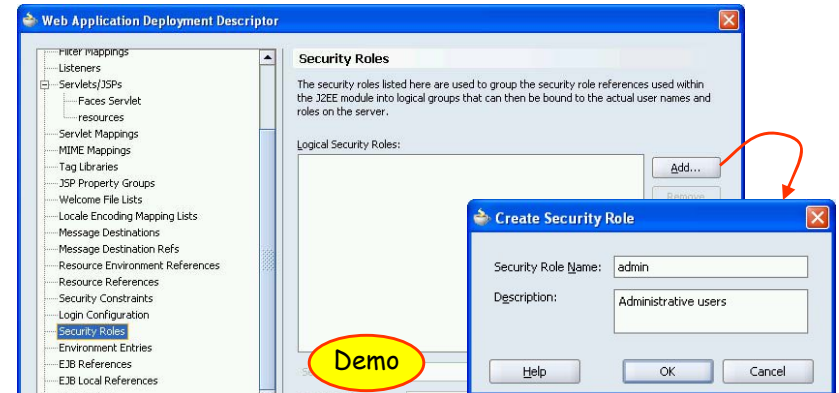 Web Application Deployment Descriptor
Filter Mappings
Listeners
Servlets/JSPs
Faces Servlet
resources
Servlet Mappings
MIME Mappings
Tag Libraries
JSP Property Groups
Welcome File Lists
Locale Encoding Mapping Lists
Message Destinations
Message Destination Refs
Resource Environment References
Resource References
Security Constraints
Login Configuration
Security Roles
Environment Entries
EJB References
EJB Local References
Security Roles
The security roles listed here are used to group the security role references used within
the J2EE module into logical groups that can then be bound to the actual user names and
roles on the server.
Logical Security Roles:
Add...
Remove
Create Security Role
Security Role Name: admin
Description: Administrative users
Help OK Cancel
Demo